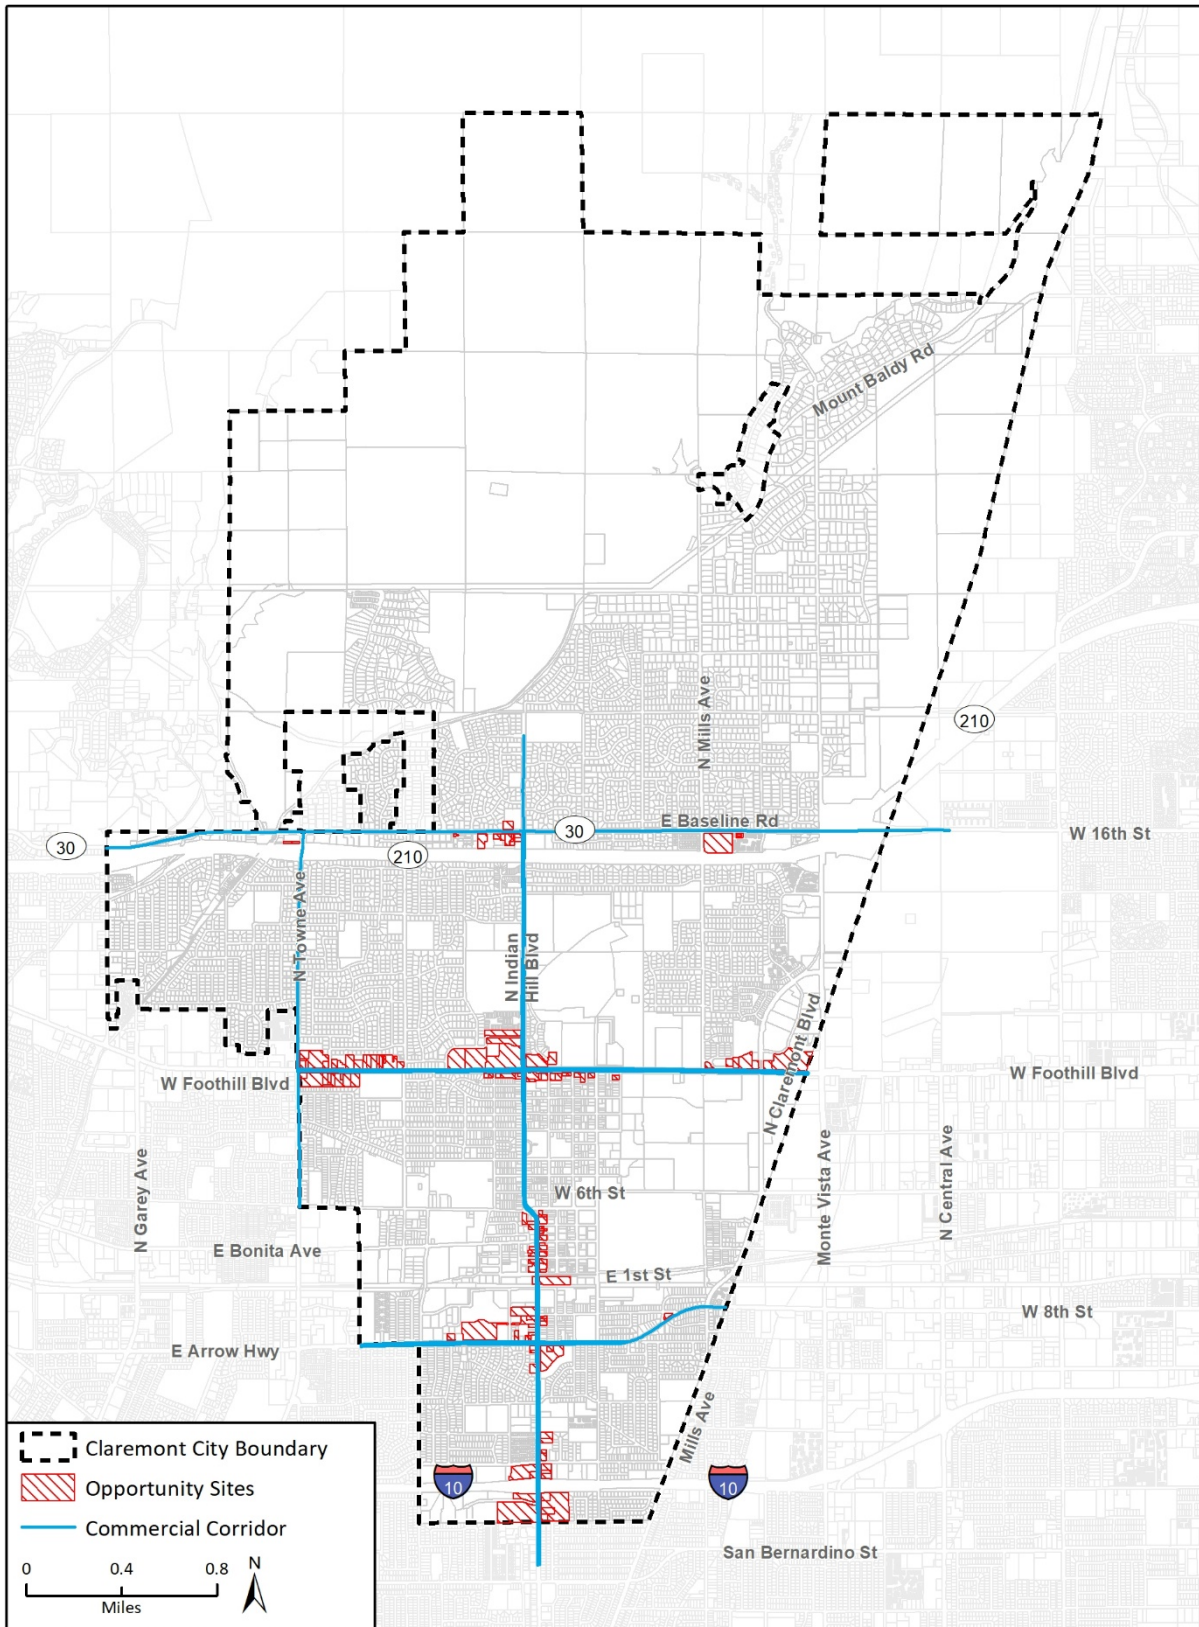 Mount Baldy Rd
N Mills Ave
210
E Baseline Rd
30
W 16th St
30
210
N Towne Ave
N Indian
Hill Blvd
N Claremont Blvd
W Foothill Blvd
W Foothill Blvd
N Garey Ave
Monte Vista Ave
N Central Ave
W 6th St
E Bonita Ave
E 1st St
W 8th St
E Arrow Hwy
Mills Ave
10
10
San Bernardino St
Claremont City Boundary
Opportunity Sites
Commercial Corridor
0 0.4 0.8
Miles
N